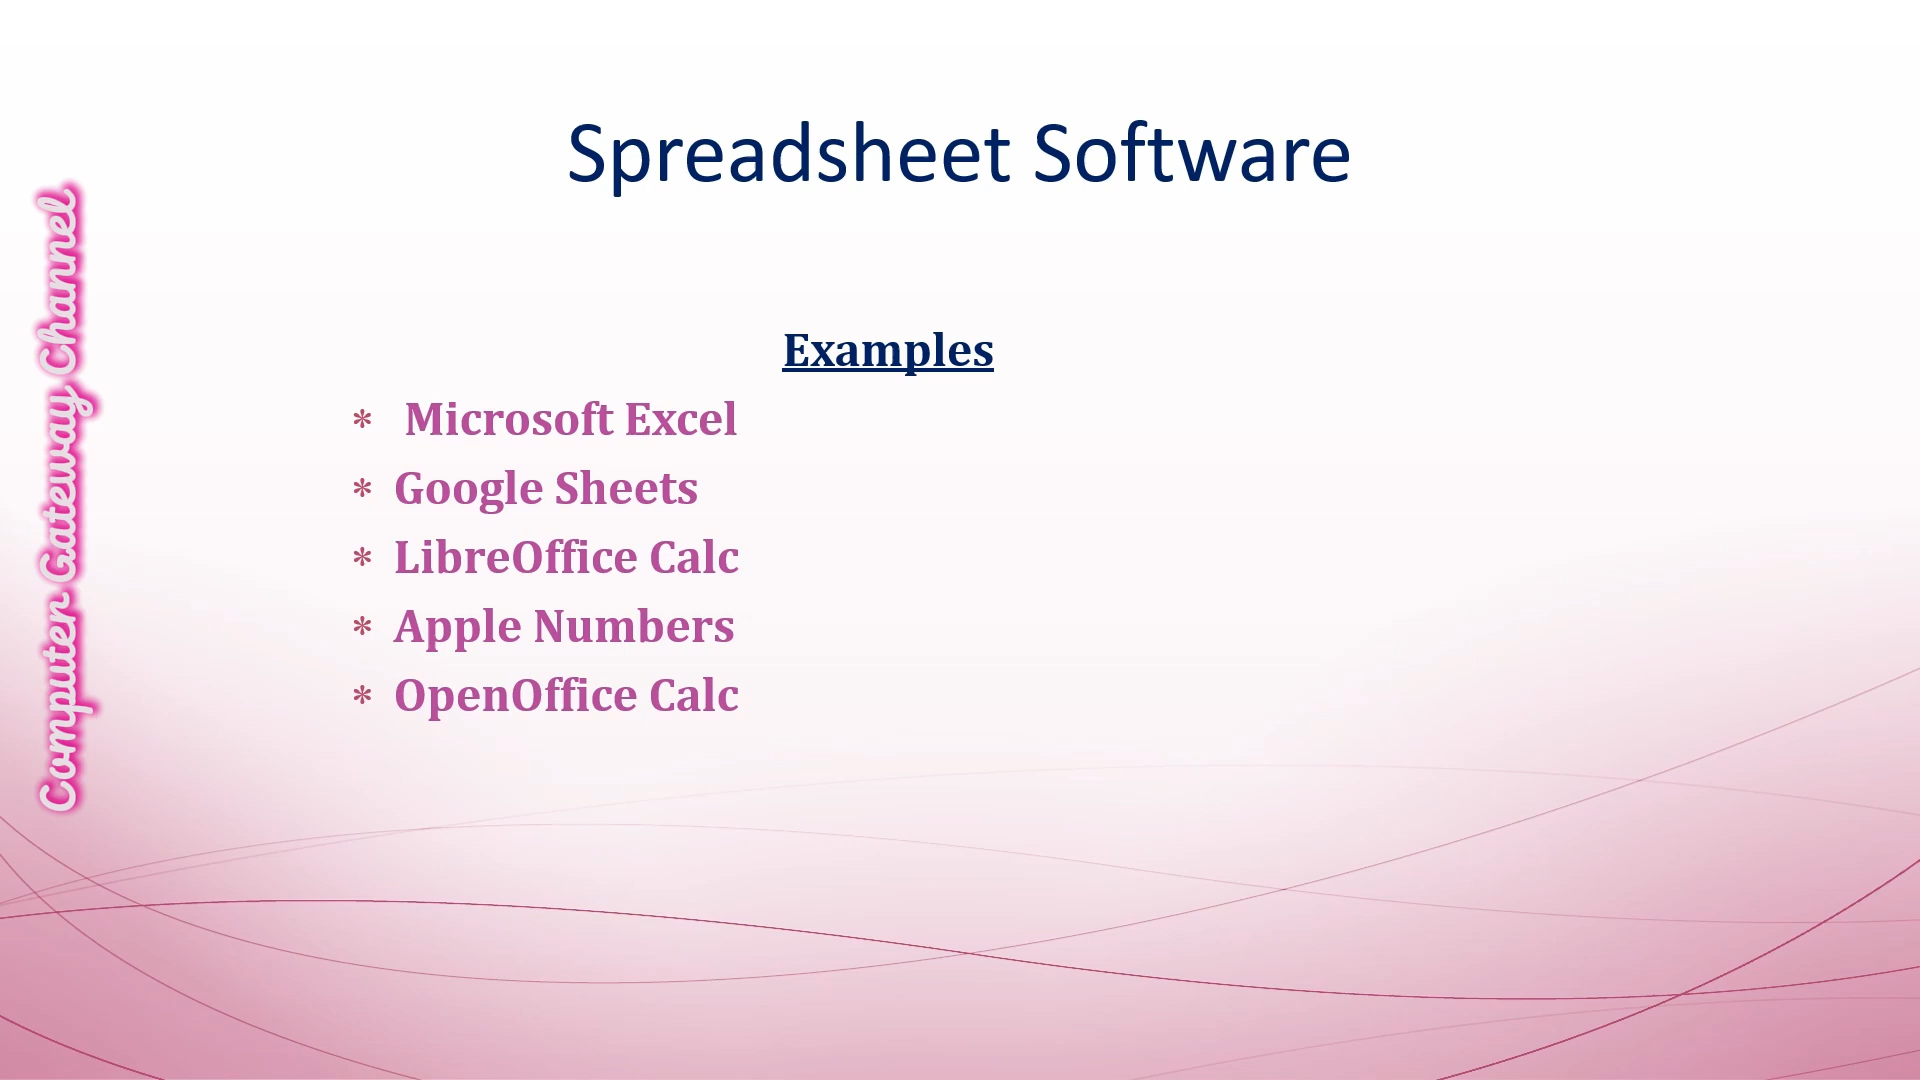 Spreadsheet Software
Computer Gateway Channel
Examples
* Microsoft Excel
* Google Sheets
* LibreOffice Calc
* Apple Numbers
* OpenOffice Calc